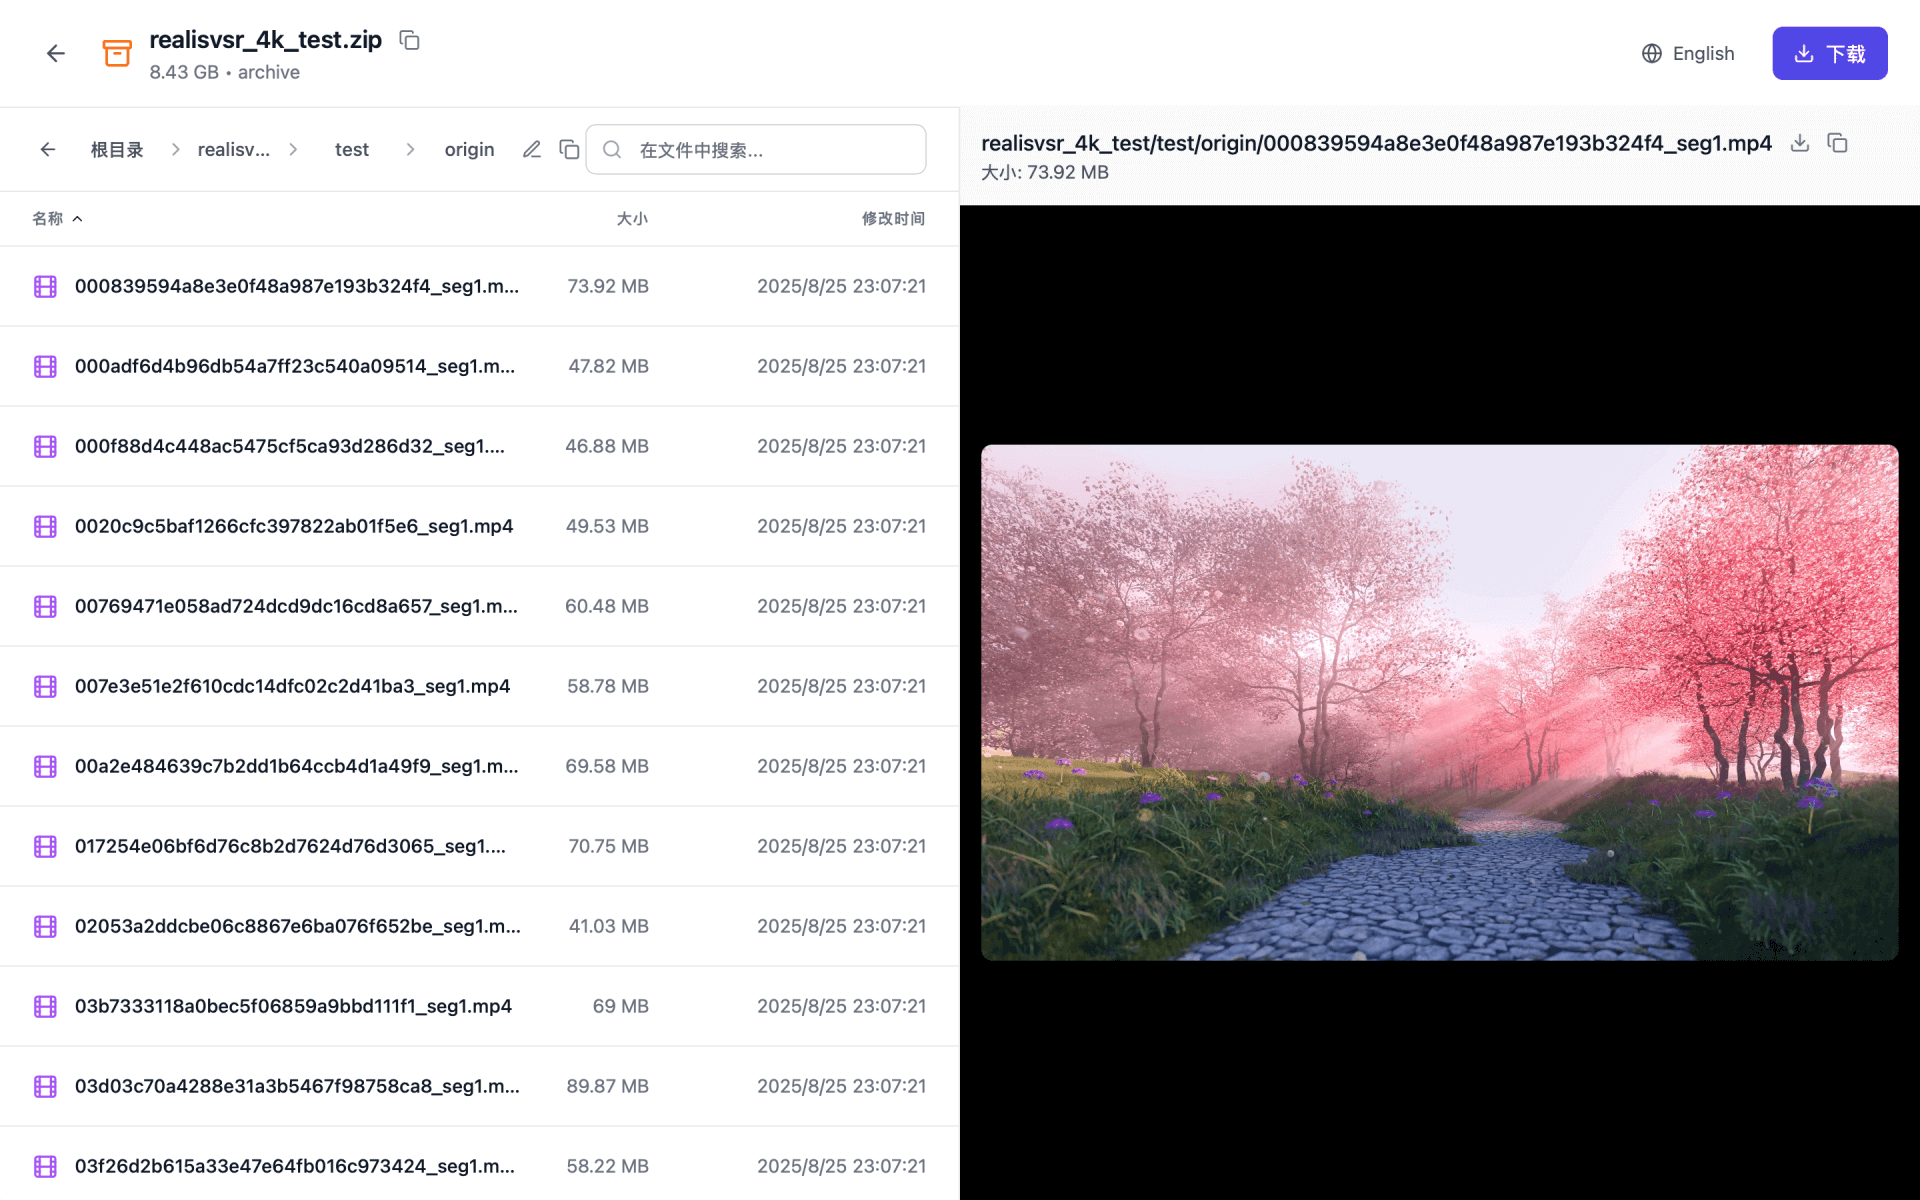 realisvsr_4k_test.zip
8.43 GB • archive
English
下载
根目录 > realisv... > test > origin
在文件中搜索...
名称 大小 修改时间
000839594a8e3e0f48a987e193b324f4_seg1.m... 73.92 MB 2025/8/25 23:07:21
000adf6d4b96db54a7ff23c540a09514_seg1.m... 47.82 MB 2025/8/25 23:07:21
000f88d4c448ac5475cf5ca93d286d32_seg1.... 46.88 MB 2025/8/25 23:07:21
0020c9c5baf1266cfc397822ab01f5e6_seg1.mp4 49.53 MB 2025/8/25 23:07:21
00769471e058ad724dcd9dc16cd8a657_seg1.m... 60.48 MB 2025/8/25 23:07:21
007e3e51e2f610cdc14dfc02c2d41ba3_seg1.mp4 58.78 MB 2025/8/25 23:07:21
00a2e484639c7b2dd1b64ccb4d1a49f9_seg1.m... 69.58 MB 2025/8/25 23:07:21
017254e06bf6d76c8b2d7624d76d3065_seg1.... 70.75 MB 2025/8/25 23:07:21
02053a2ddcbe06c8867e6ba076f652be_seg1.m... 41.03 MB 2025/8/25 23:07:21
03b7333118a0bec5f06859a9bbd111f1_seg1.mp4 69 MB 2025/8/25 23:07:21
03d03c70a4288e31a3b5467f98758ca8_seg1.m... 89.87 MB 2025/8/25 23:07:21
03f26d2b615a33e47e64fb016c973424_seg1.m... 58.22 MB 2025/8/25 23:07:21
realisvsr_4k_test/test/origin/000839594a8e3e0f48a987e193b324f4_seg1.mp4
大小: 73.92 MB